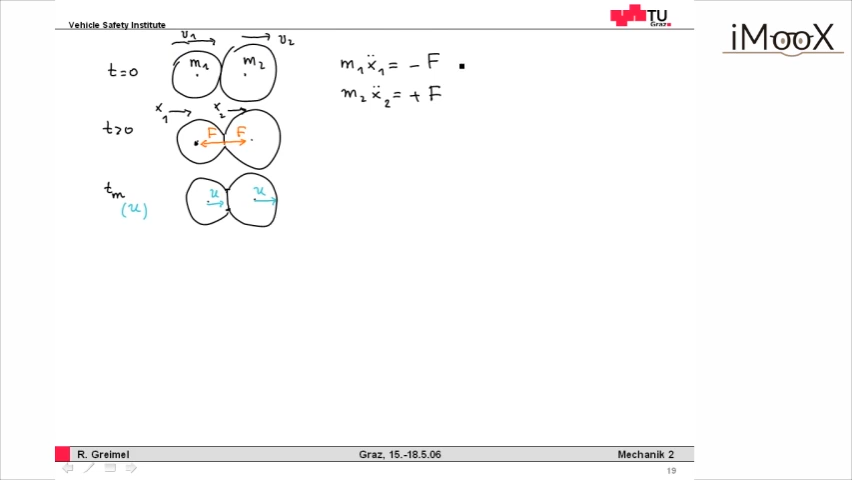 Vehicle Safety Institute
TU
Graz
iMooX
v₁
v₂
t=0
m₁
m₂
m₁ẍ₁ = - F
m₂ẍ₂ = + F
x₁
x₂
t>0
F
F
tₘ
(u)
u
u
R. Greimel
Graz, 15.-18.5.06
Mechanik 2
19